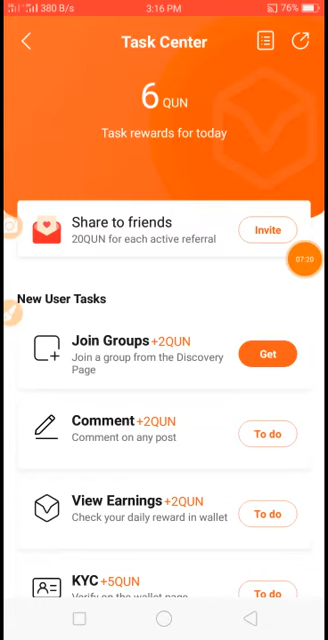 380 B/s
3:16 PM
76%
Task Center
6 QUN
Task rewards for today
Share to friends
20QUN for each active referral
Invite
07:20
New User Tasks
Join Groups +2QUN
Join a group from the Discovery
Page
Get
Comment +2QUN
Comment on any post
To do
View Earnings +2QUN
Check your daily reward in wallet
To do
KYC +5QUN
Verify on the wallet page
To do